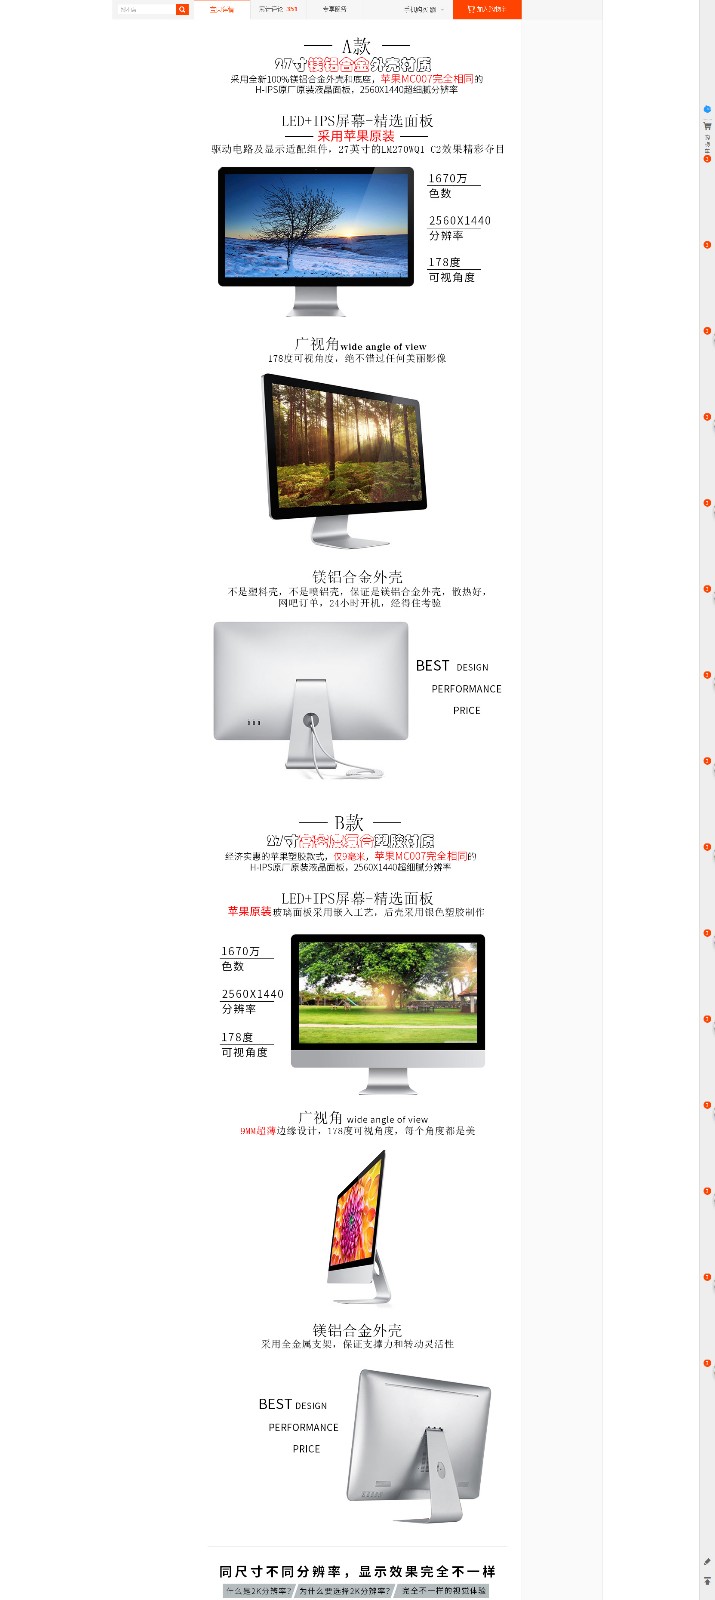 宝贝详情
累计评论 351
专享服务
手机购买
加入购物车
A款
27寸镁铝合金外壳材质
采用全新100%镁铝合金外壳和底座，苹果MC007完全相同的
H-IPS原厂原装液晶面板，2560X1440超细腻分辨率
LED+IPS屏幕-精选面板
采用苹果原装
驱动电路及显示适配组件，27英寸的LM270WQ1 C2效果精彩夺目
1670万
色数
2560X1440
分辨率
178度
可视角度
广视角wide angle of view
178度可视角度，绝不错过任何美丽影像
镁铝合金外壳
不是塑料壳，不是喷铝壳，保证是镁铝合金外壳，散热好，
网吧订单，24小时开机，经得住考验
BEST DESIGN
PERFORMANCE
PRICE
B款
塑胶材质
经济实惠的苹果塑胶款式，仅9毫米，苹果MC007完全相同的
H-IPS原厂原装液晶面板，2560X1440超细腻分辨率
LED+IPS屏幕-精选面板
苹果原装玻璃面板采用嵌入工艺，后壳采用银色塑胶制作
1670万
色数
2560X1440
分辨率
178度
可视角度
广视角 wide angle of view
9MM超薄边缘设计，178度可视角度，每个角度都是美
镁铝合金外壳
采用全金属支架，保证支撑力和转动灵活性
BEST DESIGN
PERFORMANCE
PRICE
同尺寸不同分辨率，显示效果完全不一样
什么是2K分辨率?
为什么要选择2K分辨率?
完全不一样的视觉体验